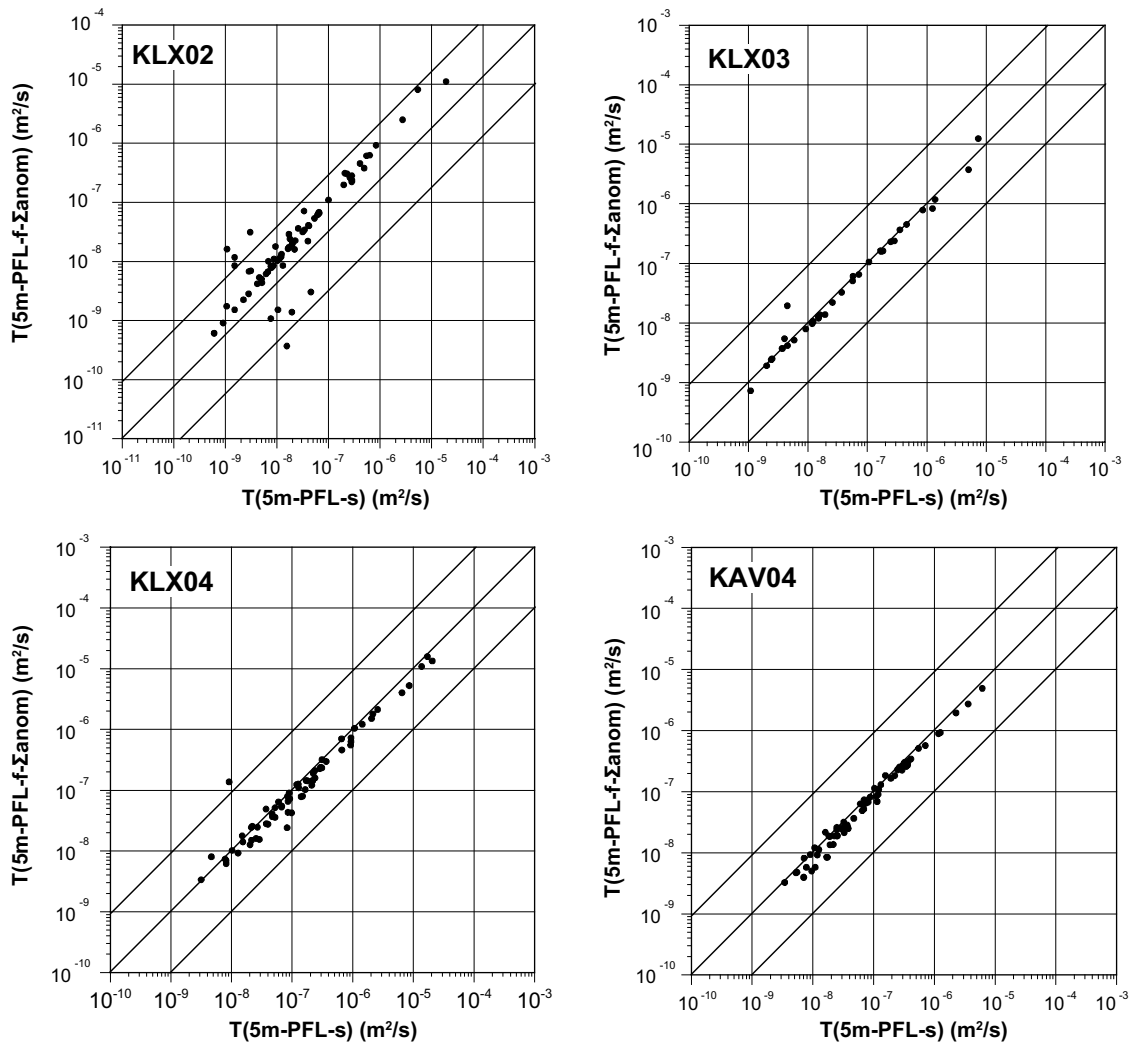 KLX02
T(5m-PFL-f-Σanom) (m²/s)
10⁻⁴
10⁻⁵
10⁻⁶
10⁻⁷
10⁻⁸
10⁻⁹
10⁻¹⁰
10⁻¹¹
10⁻¹¹ 10⁻¹⁰ 10⁻⁹ 10⁻⁸ 10⁻⁷ 10⁻⁶ 10⁻⁵ 10⁻⁴ 10⁻³
T(5m-PFL-s) (m²/s)
KLX03
T(5m-PFL-f-Σanom) (m²/s)
10⁻³
10⁻⁴
10⁻⁵
10⁻⁶
10⁻⁷
10⁻⁸
10⁻⁹
10⁻¹⁰
10⁻¹⁰ 10⁻⁹ 10⁻⁸ 10⁻⁷ 10⁻⁶ 10⁻⁵ 10⁻⁴ 10⁻³
T(5m-PFL-s) (m²/s)
KLX04
T(5m-PFL-f-Σanom) (m²/s)
10⁻³
10⁻⁴
10⁻⁵
10⁻⁶
10⁻⁷
10⁻⁸
10⁻⁹
10⁻¹⁰
10⁻¹⁰ 10⁻⁹ 10⁻⁸ 10⁻⁷ 10⁻⁶ 10⁻⁵ 10⁻⁴ 10⁻³
T(5m-PFL-s) (m²/s)
KAV04
T(5m-PFL-f-Σanom) (m²/s)
10⁻³
10⁻⁴
10⁻⁵
10⁻⁶
10⁻⁷
10⁻⁸
10⁻⁹
10⁻¹⁰
10⁻¹⁰ 10⁻⁹ 10⁻⁸ 10⁻⁷ 10⁻⁶ 10⁻⁵ 10⁻⁴ 10⁻³
T(5m-PFL-s) (m²/s)